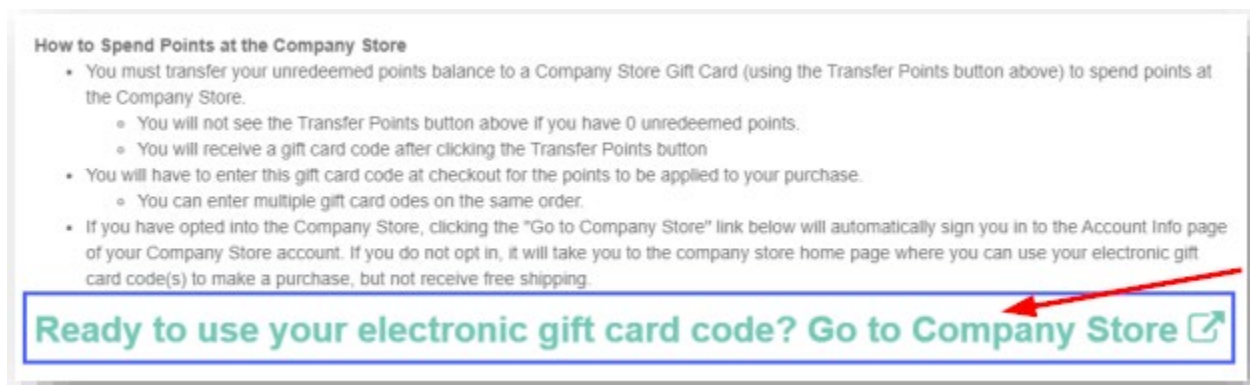 How to Spend Points at the Company Store
• You must transfer your unredeemed points balance to a Company Store Gift Card (using the Transfer Points button above) to spend points at
the Company Store.
◦ You will not see the Transfer Points button above if you have 0 unredeemed points.
◦ You will receive a gift card code after clicking the Transfer Points button
• You will have to enter this gift card code at checkout for the points to be applied to your purchase.
◦ You can enter multiple gift card odes on the same order.
• If you have opted into the Company Store, clicking the "Go to Company Store" link below will automatically sign you in to the Account Info page
of your Company Store account. If you do not opt in, it will take you to the company store home page where you can use your electronic gift
card code(s) to make a purchase, but not receive free shipping.
Ready to use your electronic gift card code? Go to Company Store